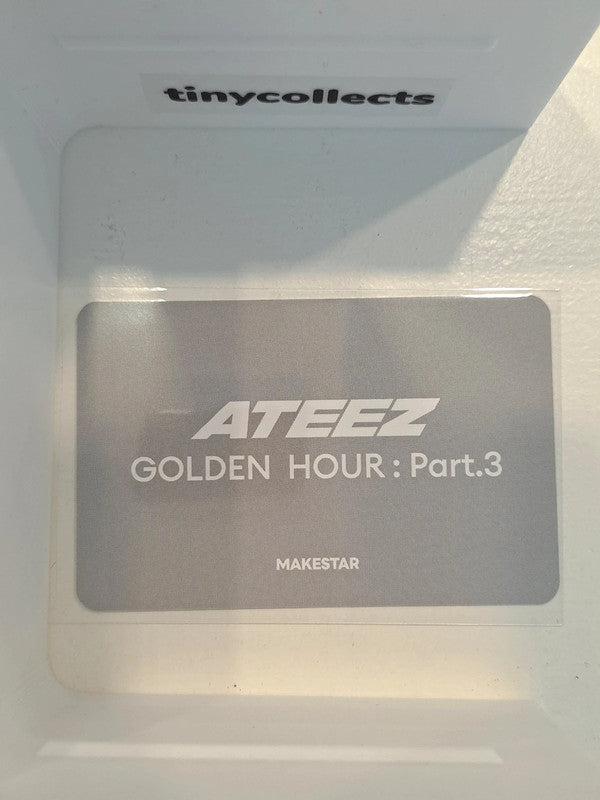 tinycollects
ATEEZ
GOLDEN HOUR : Part.3
MAKESTAR